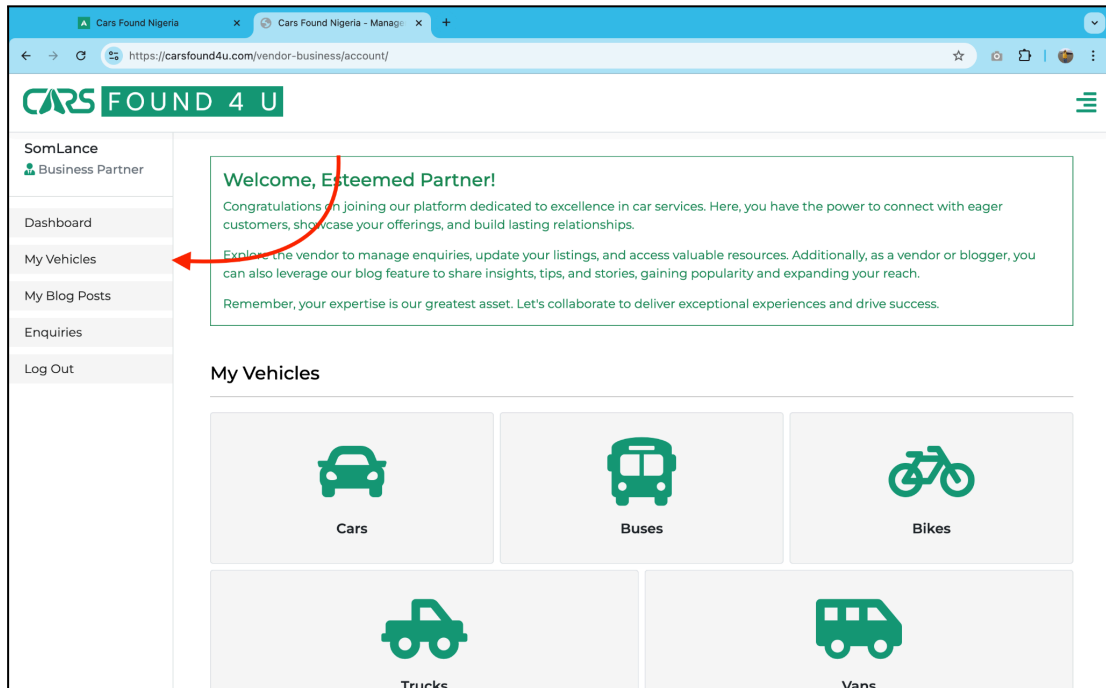 Cars Found Nigeria
Cars Found Nigeria - Manage
https://carsfound4u.com/vendor-business/account/
CARS FOUND 4 U
SomLance
Business Partner
Dashboard
My Vehicles
My Blog Posts
Enquiries
Log Out
Welcome, Esteemed Partner!
Congratulations on joining our platform dedicated to excellence in car services. Here, you have the power to connect with eager
customers, showcase your offerings, and build lasting relationships.
Explore the vendor to manage enquiries, update your listings, and access valuable resources. Additionally, as a vendor or blogger, you
can also leverage our blog feature to share insights, tips, and stories, gaining popularity and expanding your reach.
Remember, your expertise is our greatest asset. Let's collaborate to deliver exceptional experiences and drive success.
My Vehicles
Cars
Buses
Bikes
Trucks
Vans